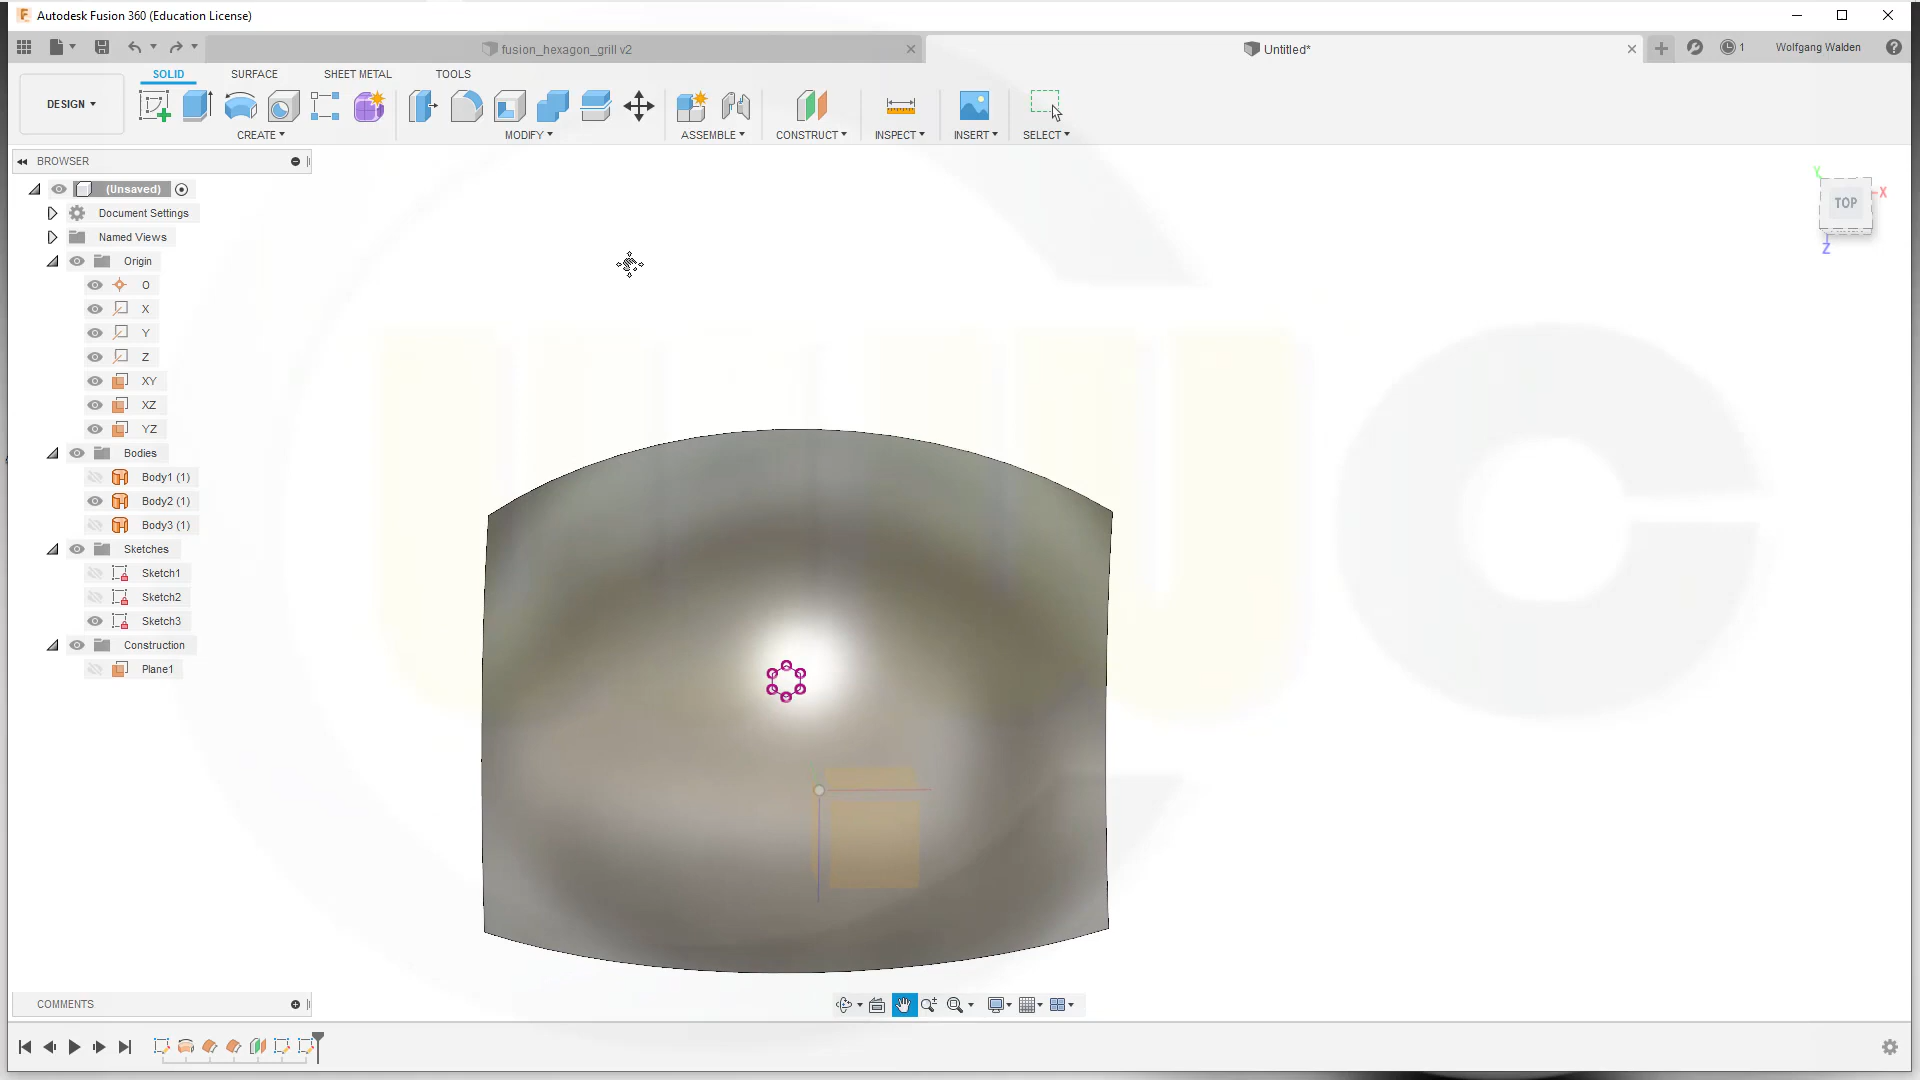 Autodesk Fusion 360 (Education License)
fusion_hexagon_grill v2
Untitled*
1
Wolfgang Walden
DESIGN
SOLID
SURFACE
SHEET METAL
TOOLS
CREATE
MODIFY
ASSEMBLE
CONSTRUCT
INSPECT
INSERT
SELECT
BROWSER
(Unsaved)
Document Settings
Named Views
Origin
O
X
Y
Z
XY
XZ
YZ
Bodies
Body1 (1)
Body2 (1)
Body3 (1)
Sketches
Sketch1
Sketch2
Sketch3
Construction
Plane1
Y
X
TOP
Z
COMMENTS